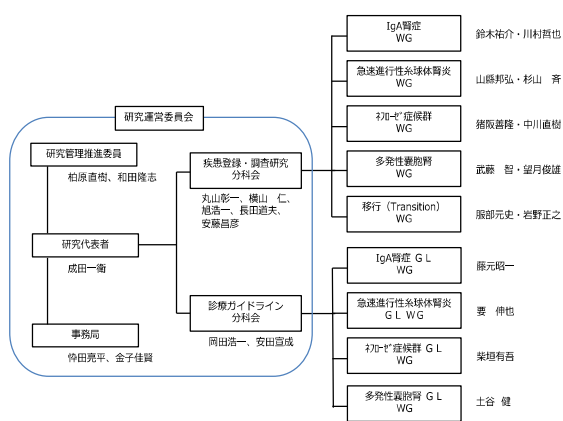 研究運営委員会
研究管理推進委員
柏原直樹、和田隆志
研究代表者
成田一衛
事務局
忰田亮平、金子佳賢
疾患登録・調査研究
分科会
丸山彰一、横山 仁、
旭浩一、長田道夫、
安藤昌彦
診療ガイドライン
分科会
岡田浩一、安田宣成
IgA腎症
WG
鈴木祐介・川村哲也
急速進行性糸球体腎炎
WG
山縣邦弘・杉山 斉
ﾈﾌﾛｰｾﾞ症候群
WG
猪阪善隆・中川直樹
多発性嚢胞腎
WG
武藤 智・望月俊雄
移行（Transition）
WG
服部元史・岩野正之
IgA腎症 ＧＬ
WG
藤元昭一
急速進行性糸球体腎炎
ＧＬ WG
要 伸也
ﾈﾌﾛｰｾﾞ症候群 ＧＬ
WG
柴垣有吾
多発性嚢胞腎 ＧＬ
WG
土谷 健